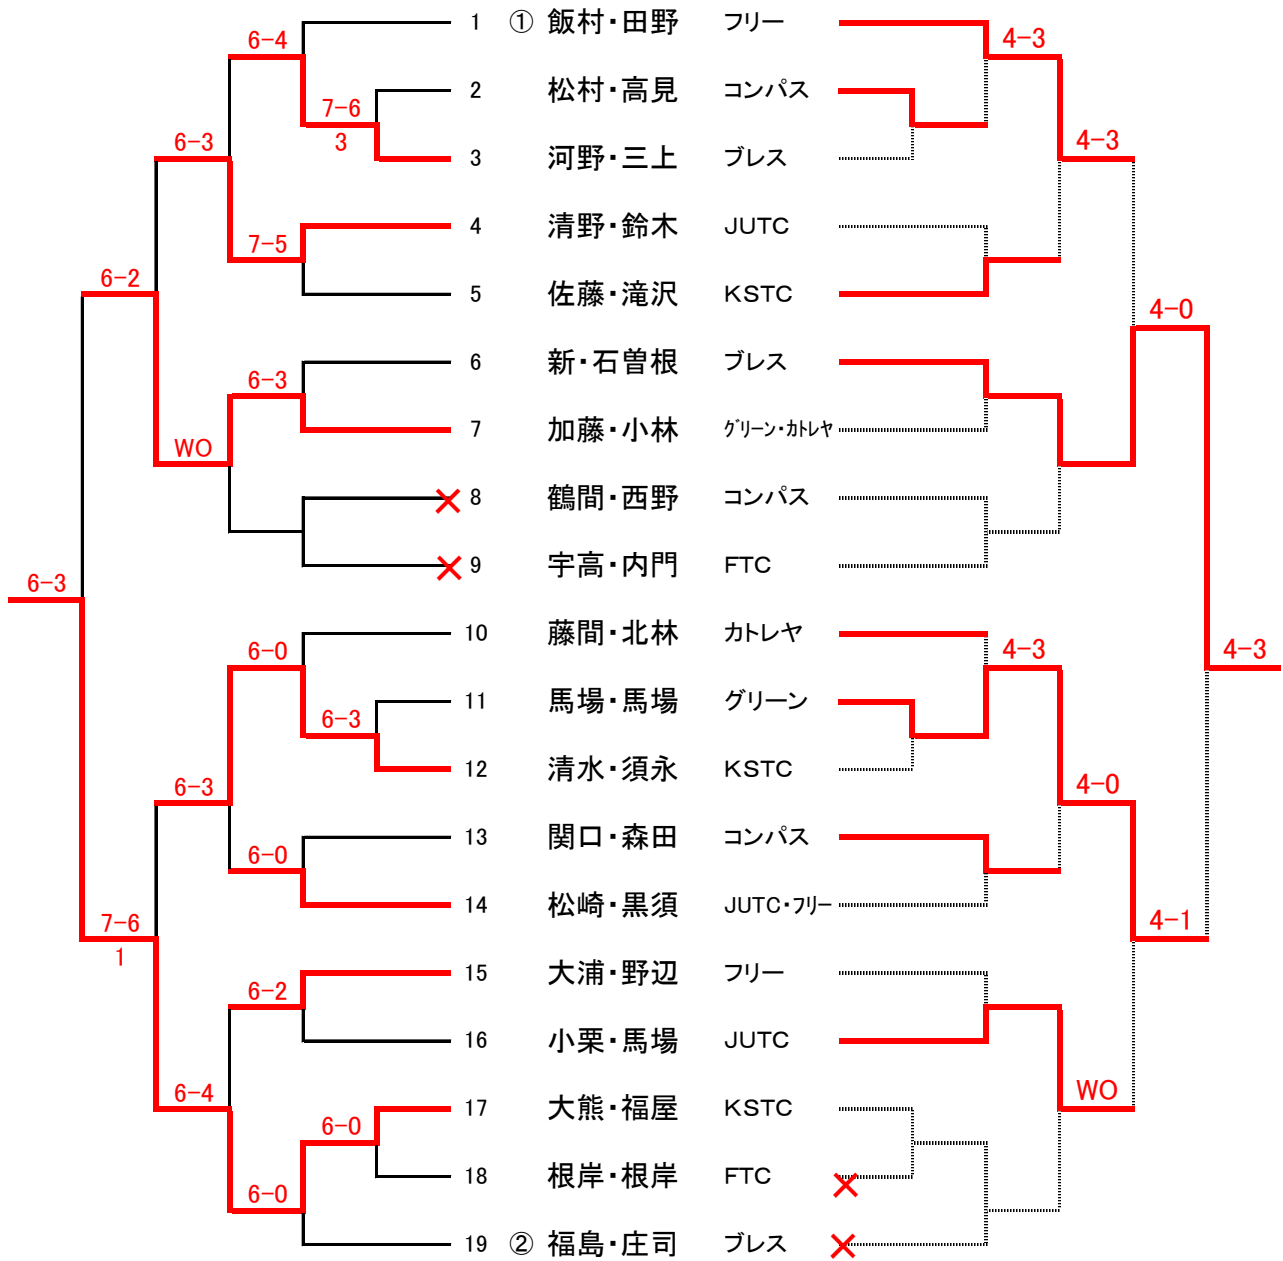 1 ① 飯村・田野 フリー
6-4 4-3
2 松村・高見 コンパス
7-6
3
6-3 4-3
3 河野・三上 ブレス
4 清野・鈴木 JUTC
7-5
6-2
5 佐藤・滝沢 KSTC
4-0
6 新・石曽根 ブレス
6-3
7 加藤・小林 グリーン・カトレヤ
WO
8 鶴間・西野 コンパス
9 宇高・内門 FTC
6-3
10 藤間・北林 カトレヤ
6-0 4-3 4-3
11 馬場・馬場 グリーン
6-3
12 清水・須永 KSTC
6-3 4-0
13 関口・森田 コンパス
6-0
14 松崎・黒須 JUTC・フリー
7-6 4-1
1
15 大浦・野辺 フリー
6-2
16 小栗・馬場 JUTC
6-4 WO
17 大熊・福屋 KSTC
6-0
18 根岸・根岸 FTC
6-0
19 ② 福島・庄司 ブレス